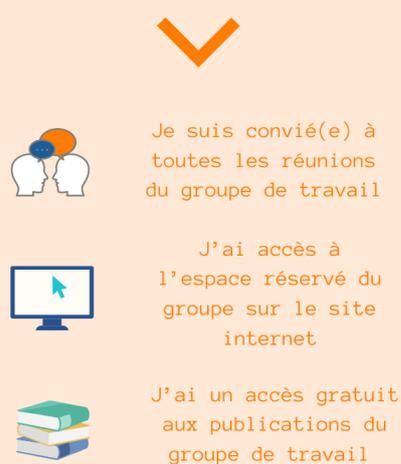 Je suis convié(e) à
toutes les réunions
du groupe de travail
J'ai accès à
l'espace réservé du
groupe sur le site
internet
J'ai un accès gratuit
aux publications du
groupe de travail